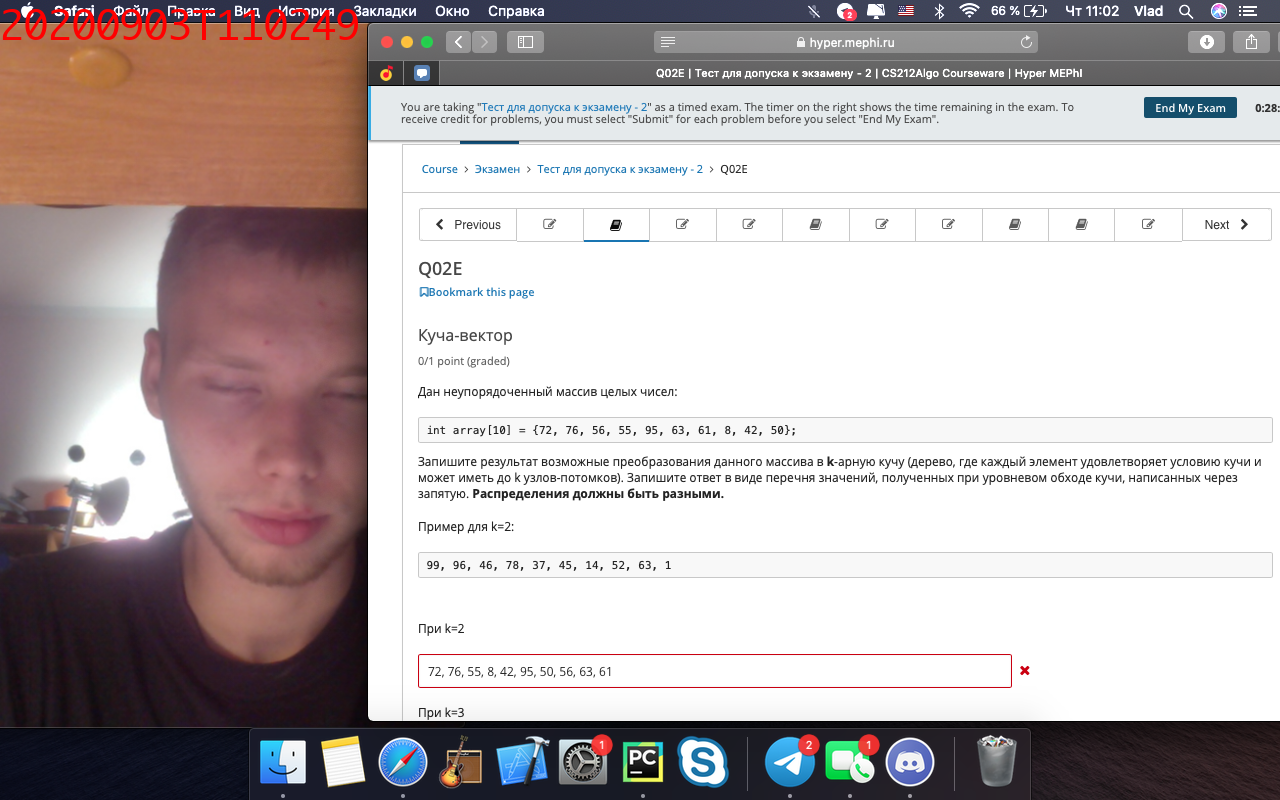 Safari Файл Правка Вид История Закладки Окно Справка
66 % Чт 11:02 Vlad
20200903T110249
2
hyper.mephi.ru
Q02E | Тест для допуска к экзамену - 2 | CS212Algo Courseware | Hyper MEPhI
You are taking "Тест для допуска к экзамену - 2" as a timed exam. The timer on the right shows the time remaining in the exam. To
receive credit for problems, you must select "Submit" for each problem before you select "End My Exam".
End My Exam
0:28:
Course > Экзамен > Тест для допуска к экзамену - 2 > Q02E
Previous
Next
Q02E
Bookmark this page
Куча-вектор
0/1 point (graded)
Дан неупорядоченный массив целых чисел:
int array[10] = {72, 76, 56, 55, 95, 63, 61, 8, 42, 50};
Запишите результат возможные преобразования данного массива в k-арную кучу (дерево, где каждый элемент удовлетворяет условию кучи и
может иметь до k узлов-потомков). Запишите ответ в виде перечня значений, полученных при уровневом обходе кучи, написанных через
запятую. Распределения должны быть разными.
Пример для k=2:
99, 96, 46, 78, 37, 45, 14, 52, 63, 1
При k=2
72, 76, 55, 8, 42, 95, 50, 56, 63, 61
При k=3
1
PC
2
1